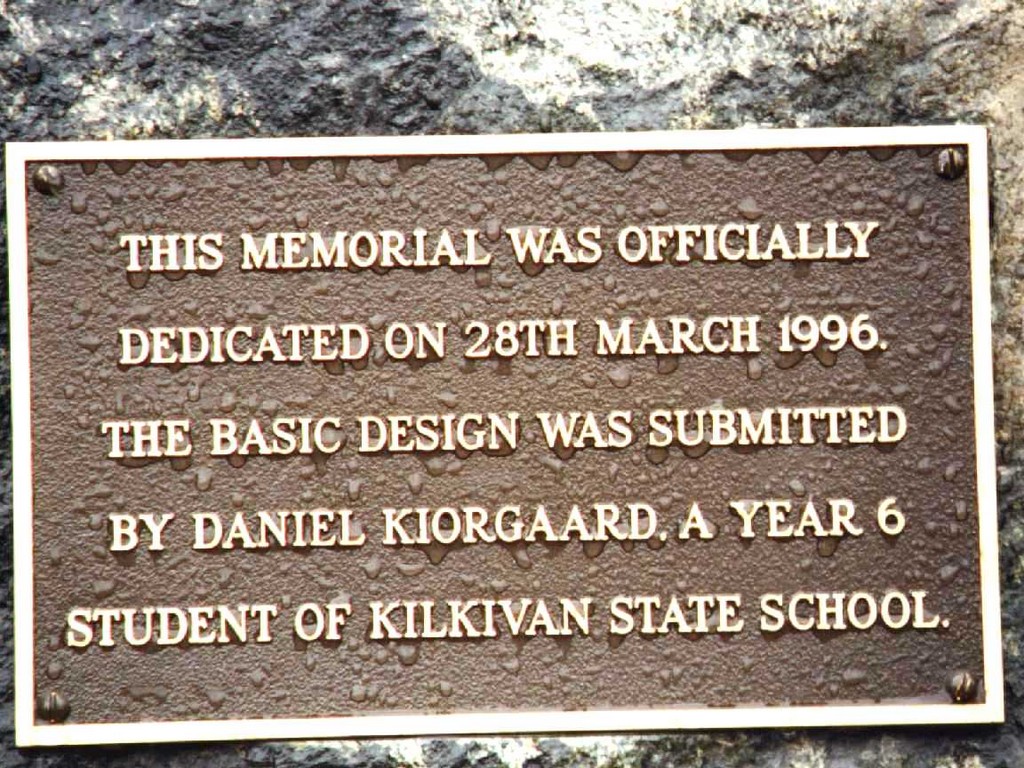 THIS MEMORIAL WAS OFFICIALLY
DEDICATED ON 28TH MARCH 1996.
THE BASIC DESIGN WAS SUBMITTED
BY DANIEL KIORGAARD, A YEAR 6
STUDENT OF KILKIVAN STATE SCHOOL.